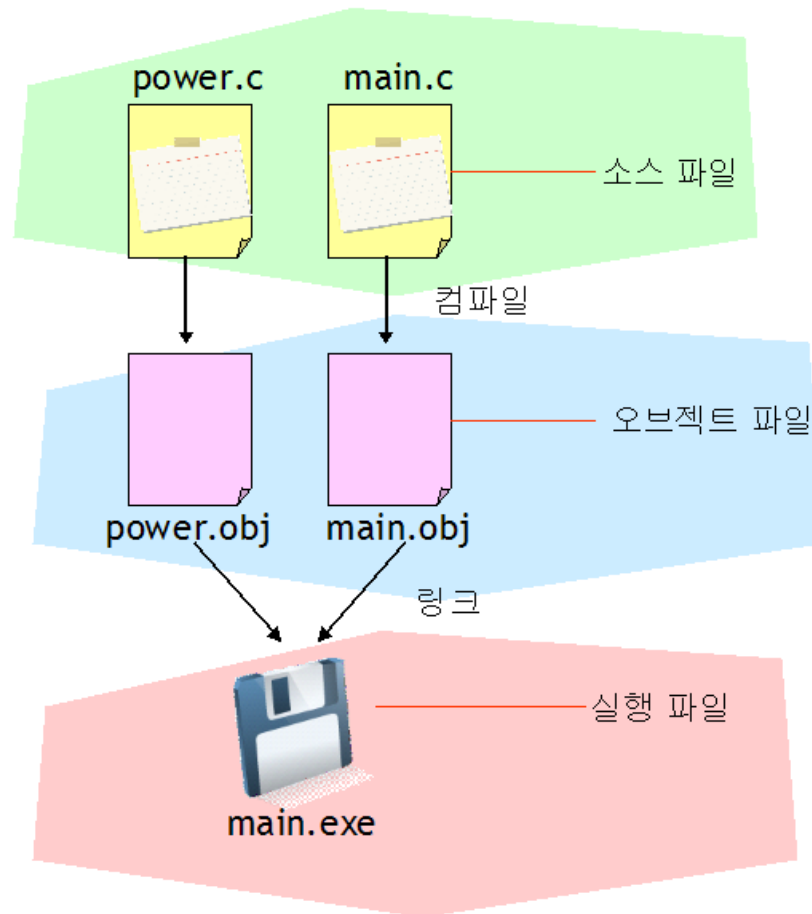 power.c
main.c
소스 파일
컴파일
오브젝트 파일
power.obj
main.obj
링크
실행 파일
main.exe